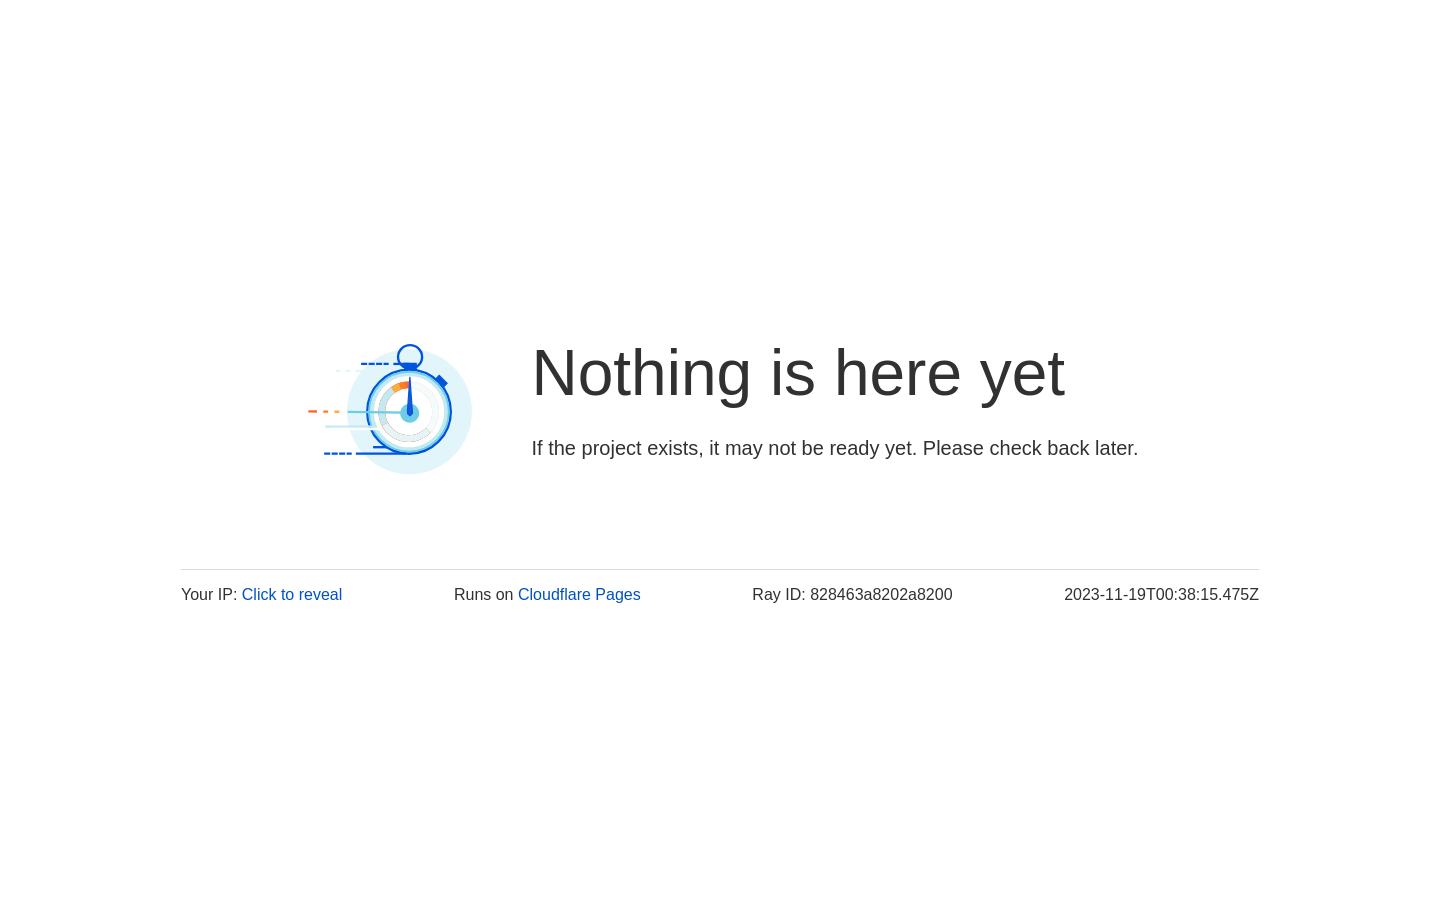 Nothing is here yet
If the project exists, it may not be ready yet. Please check back later.
Your IP: Click to reveal
Runs on Cloudflare Pages
Ray ID: 828463a8202a8200
2023-11-19T00:38:15.475Z